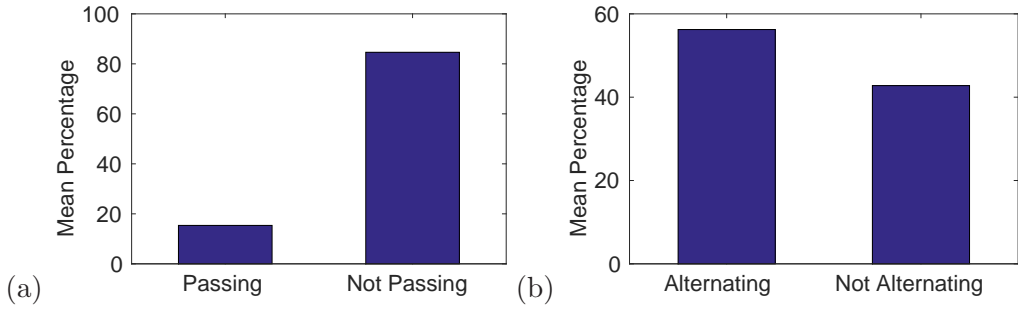 (a)
Mean Percentage
100
80
60
40
20
0
Passing Not Passing
(b)
Mean Percentage
60
40
20
0
Alternating Not Alternating